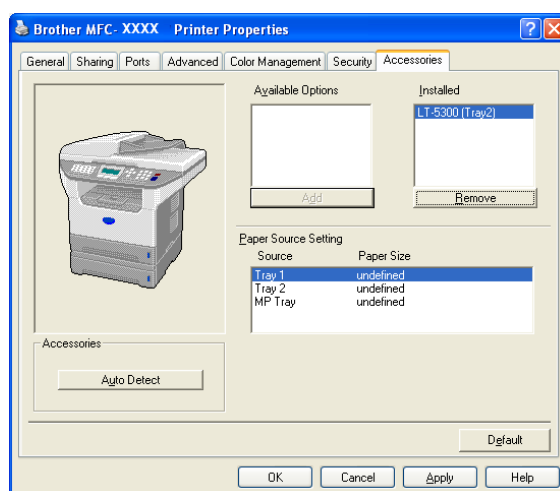 Brother MFC- XXXX Printer Properties
General Sharing Ports Advanced Color Management Security Accessories
Available Options
Installed
LT-5300 (Tray2)
Add
Remove
Paper Source Setting
Source Paper Size
Tray 1 undefined
Tray 2 undefined
MP Tray undefined
Accessories
Auto Detect
Default
OK Cancel Apply Help